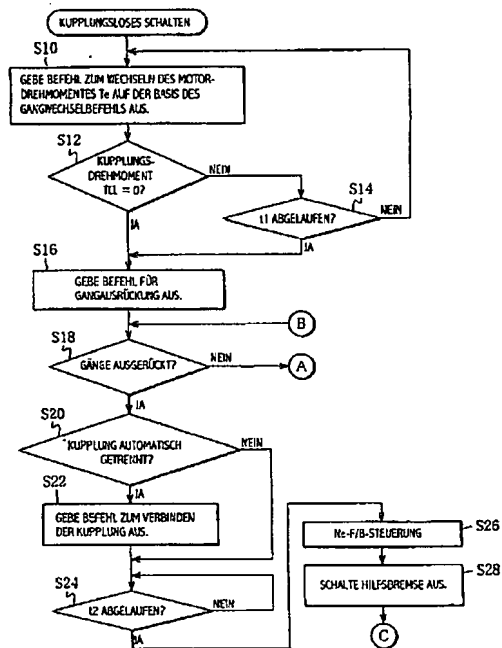 KUPPLUNGSLOSES SCHALTEN
S10
GEBE BEFEHL ZUM WECHSELN DES MOTOR-
DREHMOMENTES Te AUF DER BASIS DES
GANGWECHSELBEFEHLS AUS.
S12
KUPPLUNGS-
DREHMOMENT
TCL = 0?
NEIN
JA
S14
t1 ABGELAUFEN?
NEIN
JA
S16
GEBE BEFEHL FÜR
GANGAUSRÜCKUNG AUS.
B
S18
GÄNGE AUSGERÜCKT?
NEIN
A
JA
S20
KUPPLUNG AUTOMATISCH
GETRENNT?
NEIN
JA
S22
GEBE BEFEHL ZUM VERBINDEN
DER KUPPLUNG AUS.
S24
t2 ABGELAUFEN?
NEIN
JA
Ne-F/B-STEUERUNG
S26
SCHALTE HILFSBREMSE AUS.
S28
C